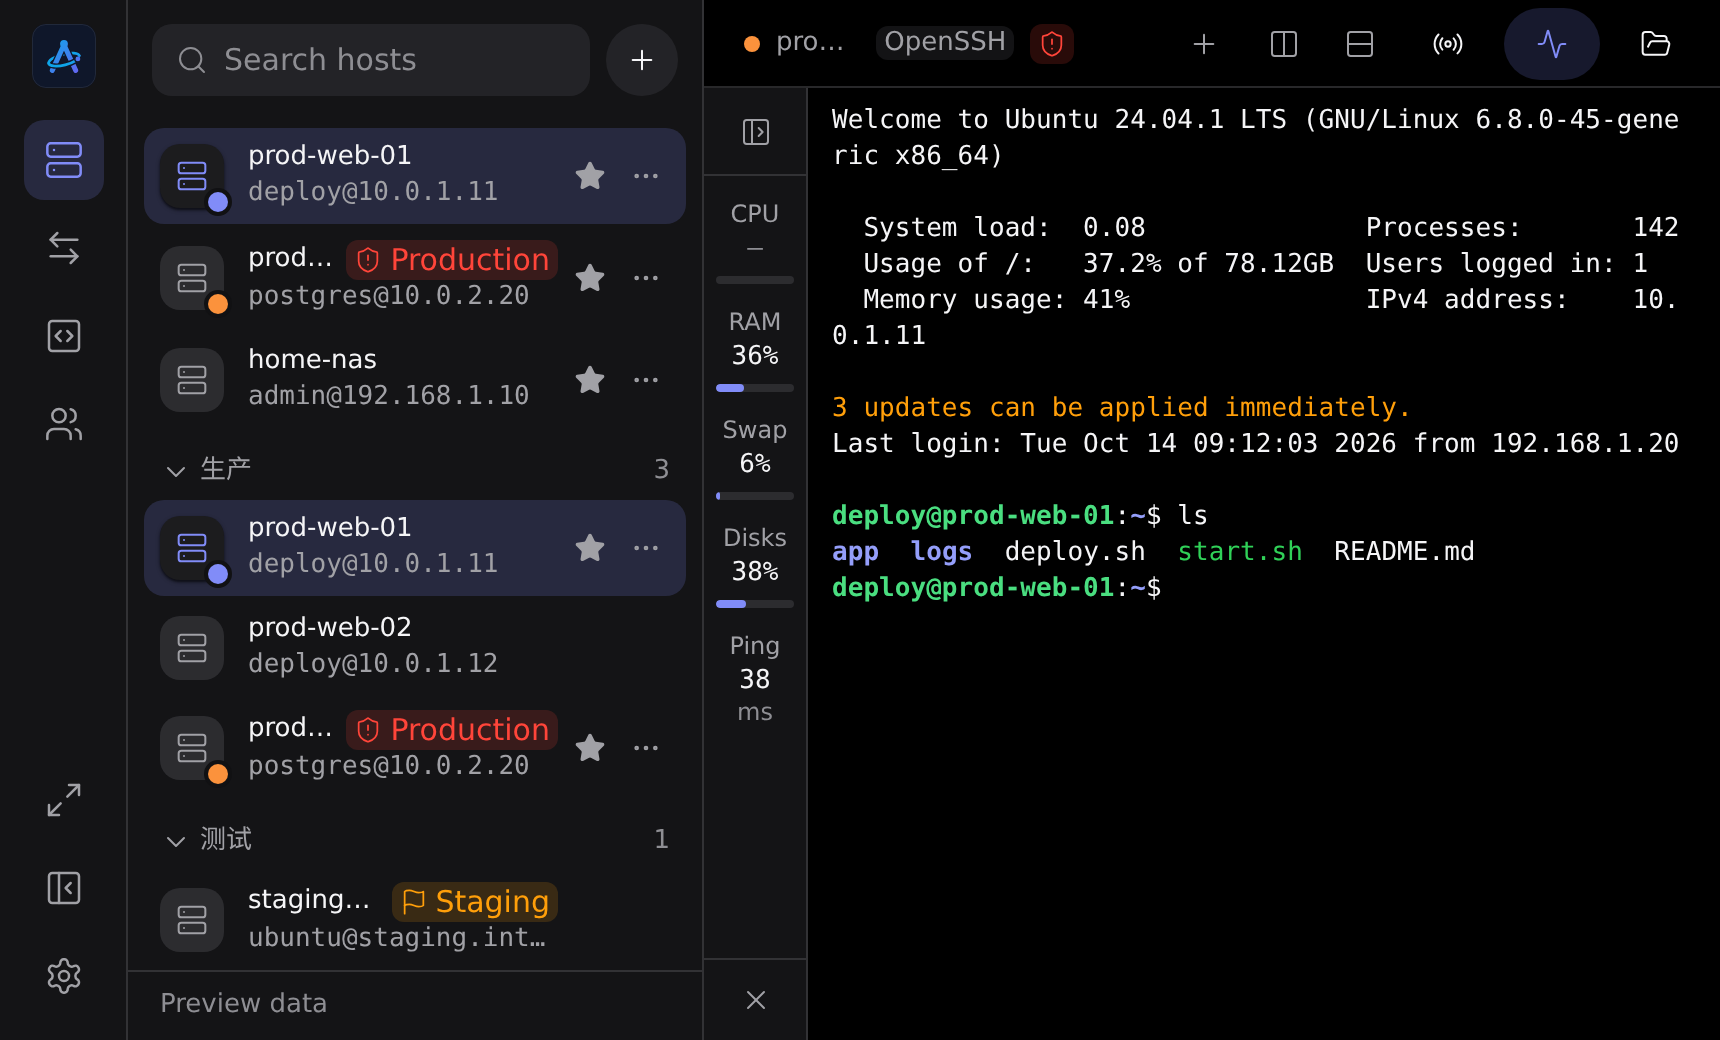 Search hosts
prod-web-01
deploy@10.0.1.11
prod... Production
postgres@10.0.2.20
home-nas
admin@192.168.1.10
生产 3
prod-web-01
deploy@10.0.1.11
prod-web-02
deploy@10.0.1.12
prod... Production
postgres@10.0.2.20
测试 1
staging... Staging
ubuntu@staging.int...
Preview data
pro... OpenSSH
CPU
—
RAM
36%
Swap
6%
Disks
38%
Ping
38
ms
Welcome to Ubuntu 24.04.1 LTS (GNU/Linux 6.8.0-45-gene
ric x86_64)
System load: 0.08 Processes: 142
Usage of /: 37.2% of 78.12GB Users logged in: 1
Memory usage: 41% IPv4 address: 10.
0.1.11
3 updates can be applied immediately.
Last login: Tue Oct 14 09:12:03 2026 from 192.168.1.20
deploy@prod-web-01:~$ ls
app logs deploy.sh start.sh README.md
deploy@prod-web-01:~$